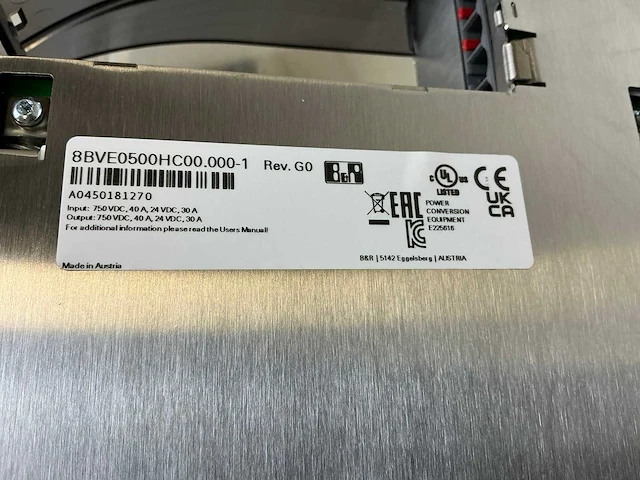 8BVE0500HC00.000-1 Rev. G0 B&R
A0450181270
Input: 750 VDC, 40 A, 24 VDC, 30 A
Output: 750 VDC, 40 A, 24 VDC, 30 A
For additional information please read the Users Manual!
Made in Austria
C UL US
LISTED
CE
UK
CA
EAC
POWER
CONVERSION
EQUIPMENT
E225616
B&R | 5142 Eggelsberg | AUSTRIA